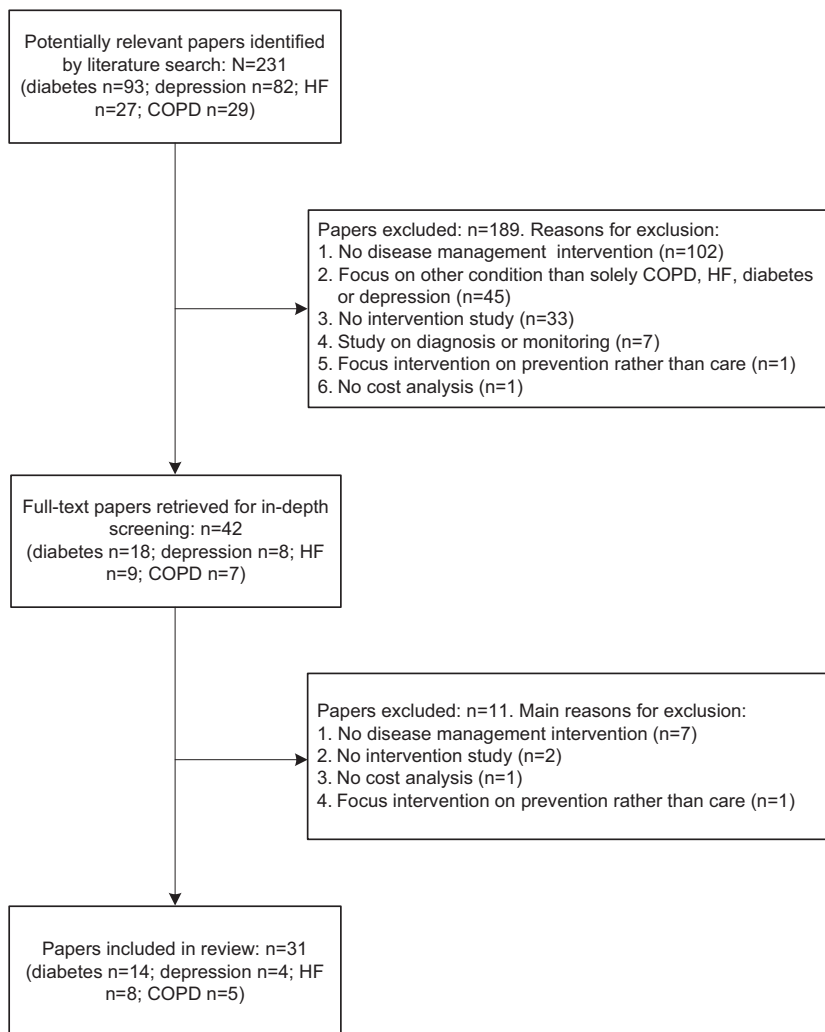 Potentially relevant papers identified
by literature search: N=231
(diabetes n=93; depression n=82; HF
n=27; COPD n=29)
Papers excluded: n=189. Reasons for exclusion:
1. No disease management  intervention (n=102)
2. Focus on other condition than solely COPD, HF, diabetes
or depression (n=45)
3. No intervention study (n=33)
4. Study on diagnosis or monitoring (n=7)
5. Focus intervention on prevention rather than care (n=1)
6. No cost analysis (n=1)
Full-text papers retrieved for in-depth
screening: n=42
(diabetes n=18; depression n=8; HF
n=9; COPD n=7)
Papers excluded: n=11. Main reasons for exclusion:
1. No disease management intervention (n=7)
2. No intervention study (n=2)
3. No cost analysis (n=1)
4. Focus intervention on prevention rather than care (n=1)
Papers included in review: n=31
(diabetes n=14; depression n=4; HF
n=8; COPD n=5)